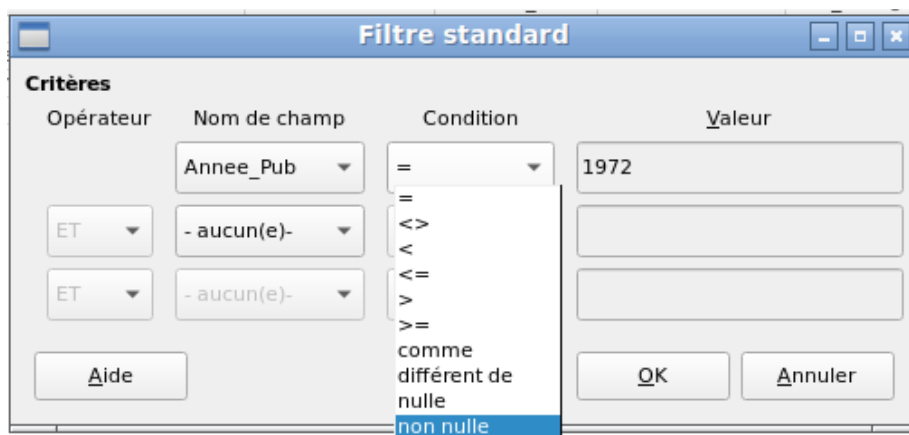 Filtre standard
Critères
Opérateur Nom de champ Condition Valeur
Annee_Pub = 1972
=
ET - aucun(e)- <>
<
<=
ET - aucun(e)- >
>=
comme
Aide différent de OK Annuler
nulle
non nulle